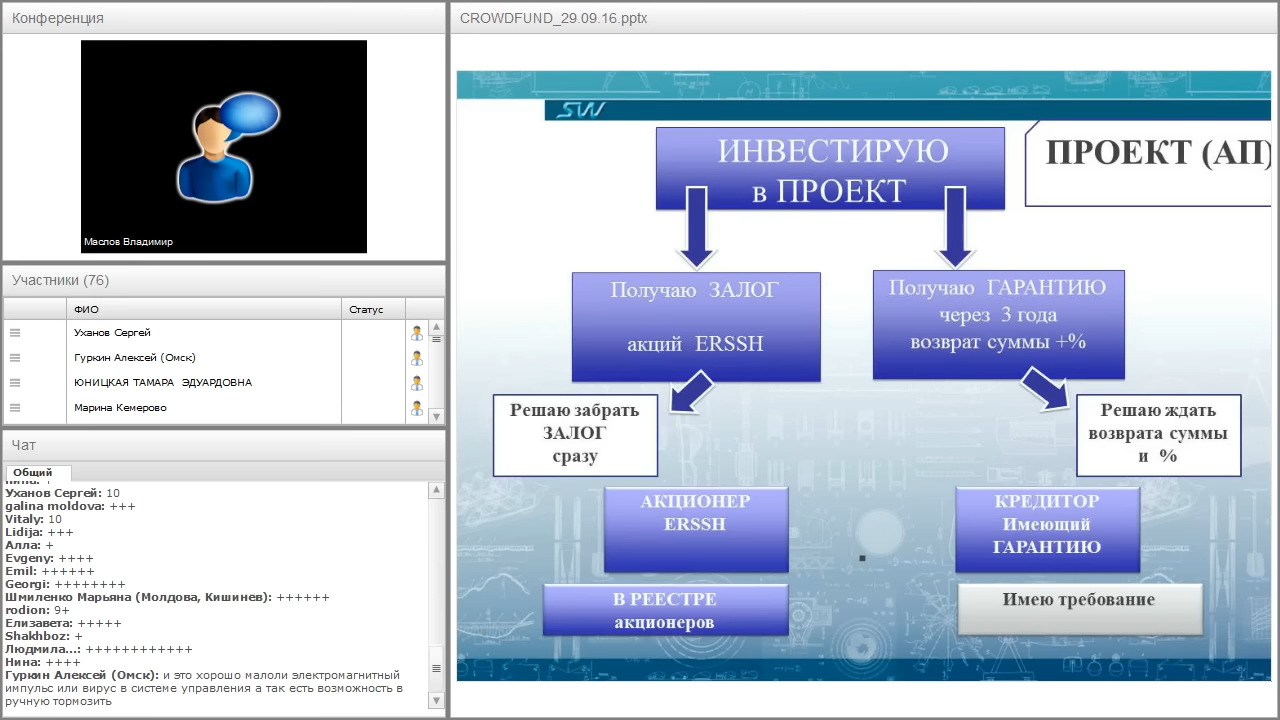 Конференция
Маслов Владимир
Участники (76)
ФИО Статус
Уханов Сергей
Гуркин Алексей (Омск)
ЮНИЦКАЯ ТАМАРА ЭДУАРДОВНА
Марина Кемерово
Чат
Общий
Уханов Сергей: 10
galina moldova: +++
Vitaly: 10
Lidija: +++
Алла: +
Evgeny: ++++
Emil: ++++++
Georgi: ++++++++
Шмиленко Марьяна (Молдова, Кишинев): ++++++
rodion: 9+
Елизавета: +++++
Shakhboz: +
Людмила...: ++++++++++++
Нина: ++++
Гуркин Алексей (Омск): и это хорошо малоли электромагнитный
импульс или вирус в системе управления а так есть возможность в
ручную тормозить
CROWDFUND_29.09.16.pptx
SW
ИНВЕСТИРУЮ
в ПРОЕКТ
ПРОЕКТ (АП)
Получаю ЗАЛОГ
акций ERSSH
Получаю ГАРАНТИЮ
через 3 года
возврат суммы +%
Решаю забрать
ЗАЛОГ
сразу
Решаю ждать
возврата суммы
и %
АКЦИОНЕР
ERSSH
КРЕДИТОР
Имеющий
ГАРАНТИЮ
В РЕЕСТРЕ
акционеров
Имею требование